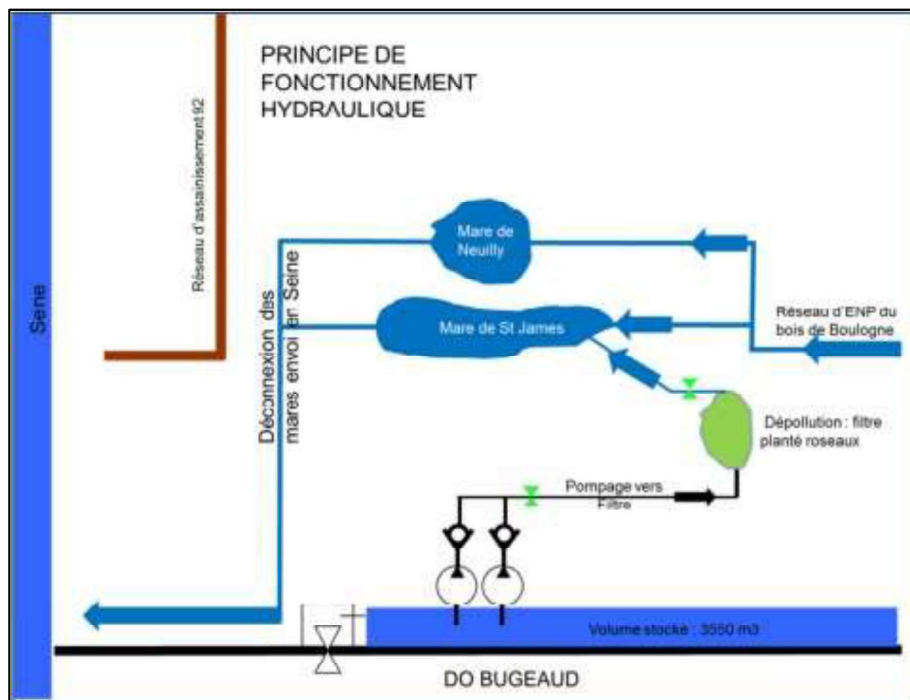 PRINCIPE DE
FONCTIONNEMENT
HYDRAULIQUE
Réseau d'assainissement 92
Sene
Mare de
Neuilly
Déconnexion des
mares envoi en Seine
Mare de St James
Réseau d'ENP du
bois de Boulogne
Dépollution : filtre
planté roseaux
Pompage vers
Filtre
Volume stocké : 3550 m3
DO BUGEAUD